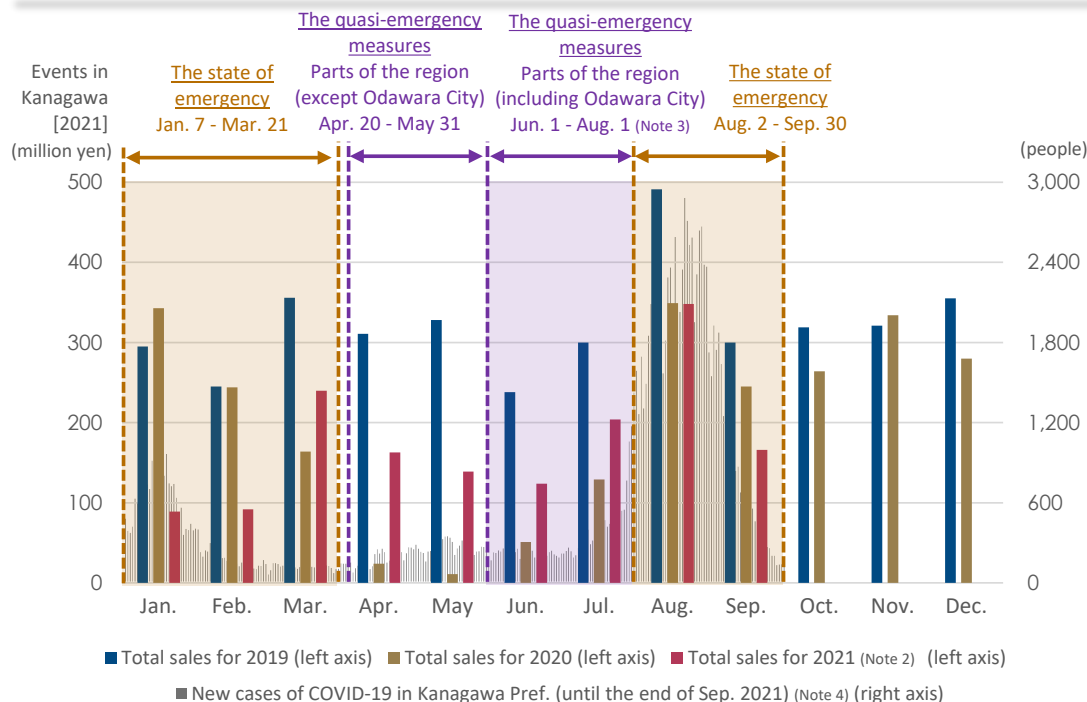 Events in
Kanagawa
[2021]
(million yen)
The state of
emergency
Jan. 7 - Mar. 21
The quasi-emergency
measures
Parts of the region
(except Odawara City)
Apr. 20 - May 31
The quasi-emergency
measures
Parts of the region
(including Odawara City)
Jun. 1 - Aug. 1 (Note 3)
The state of
emergency
Aug. 2 - Sep. 30
(people)
500
400
300
200
100
0
3,000
2,400
1,800
1,200
600
0
Jan. Feb. Mar. Apr. May Jun. Jul. Aug. Sep. Oct. Nov. Dec.
Total sales for 2019 (left axis) Total sales for 2020 (left axis) Total sales for 2021 (Note 2) (left axis)
New cases of COVID-19 in Kanagawa Pref. (until the end of Sep. 2021) (Note 4) (right axis)